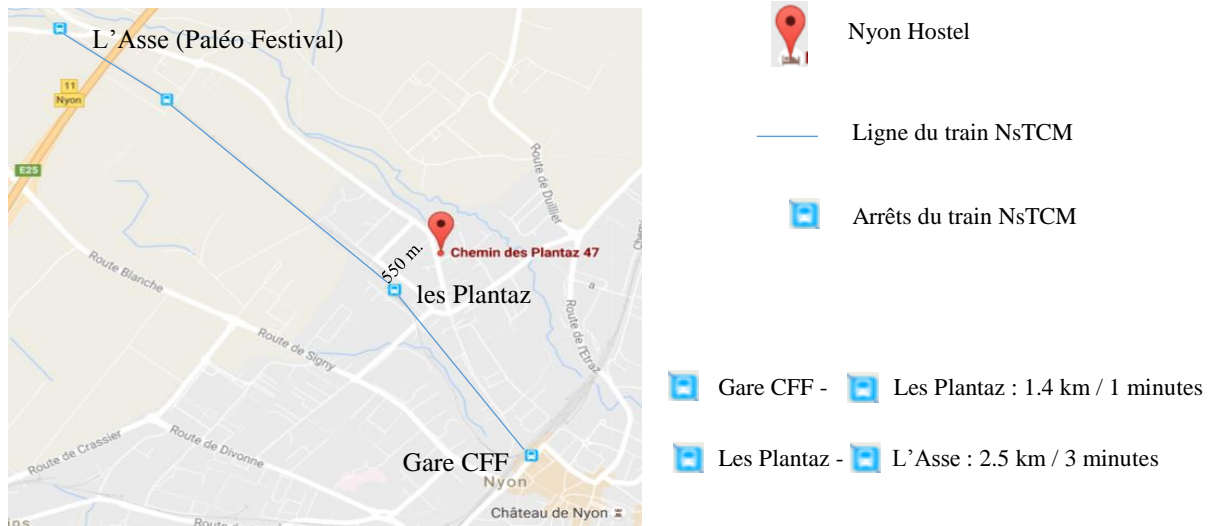 L'Asse (Paléo Festival)
11
Nyon
E25
Route de Duillier
Chemin des Plantaz 47
550 m.
les Plantaz
Route Blanche
Route de Signy
Route de l'Etraz
Route de Crassier
Route de Divonne
Gare CFF
Nyon
Château de Nyon
Nyon Hostel
Ligne du train NsTCM
Arrêts du train NsTCM
Gare CFF - Les Plantaz : 1.4 km / 1 minutes
Les Plantaz - L'Asse : 2.5 km / 3 minutes